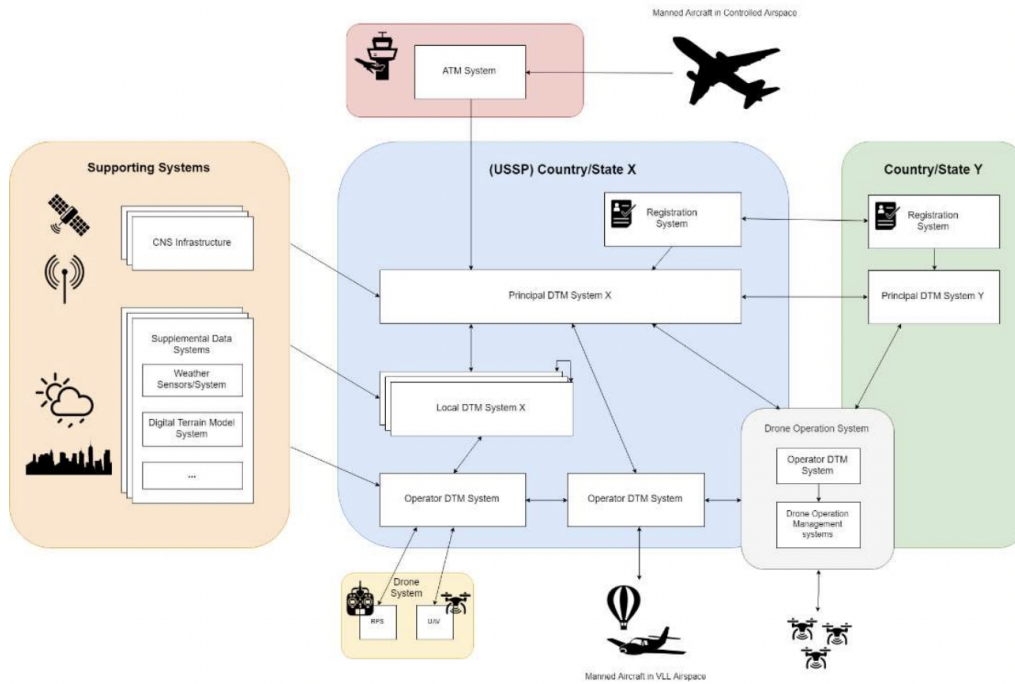 Manned Aircraft in Controlled Airspace
ATM System
Supporting Systems
(USSP) Country/State X
Country/State Y
CNS Infrastructure
Registration
System
Registration
System
Principal DTM System X
Principal DTM System Y
Supplemental Data
Systems
Weather
Sensors/System
Digital Terrain Model
System
...
Local DTM System X
Drone Operation System
Operator DTM
System
Drone Operation
Management
systems
Operator DTM System
Operator DTM System
Drone
System
RPS
UAV
Manned Aircraft in VLL Airspace